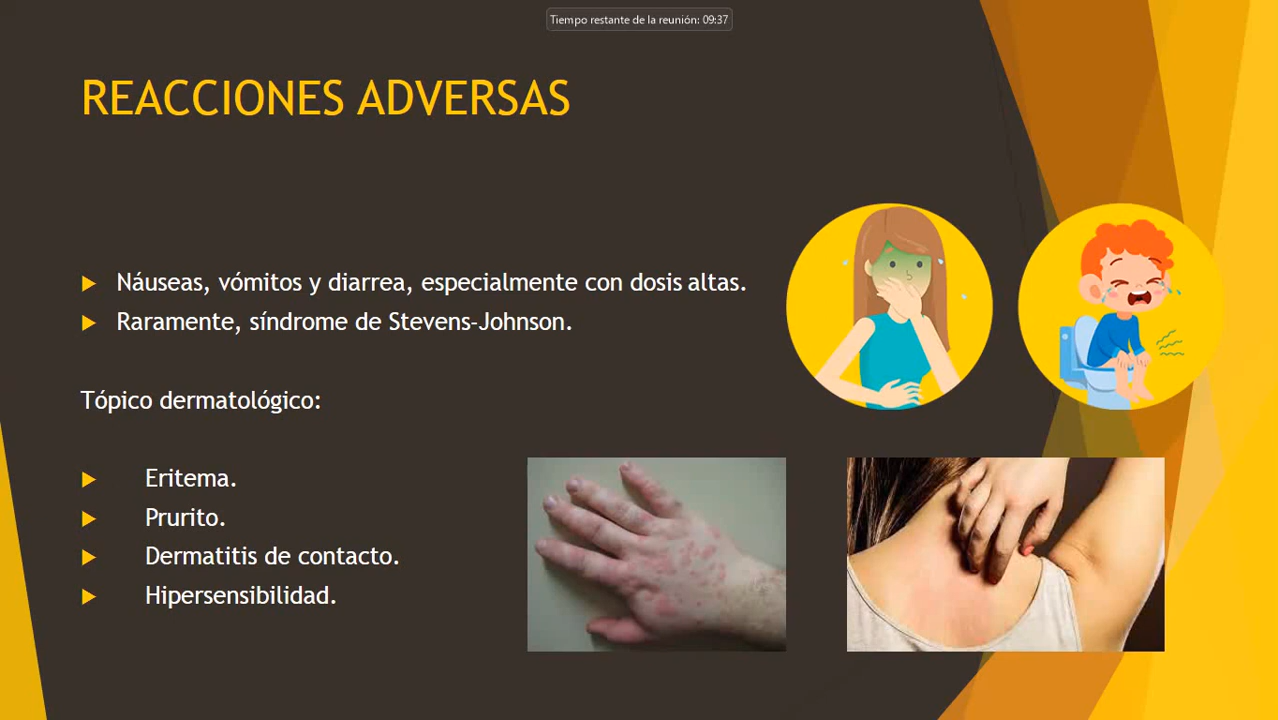 Tiempo restante de la reunión: 09:37
REACCIONES ADVERSAS
Náuseas, vómitos y diarrea, especialmente con dosis altas.
Raramente, síndrome de Stevens-Johnson.
Tópico dermatológico:
Eritema.
Prurito.
Dermatitis de contacto.
Hipersensibilidad.